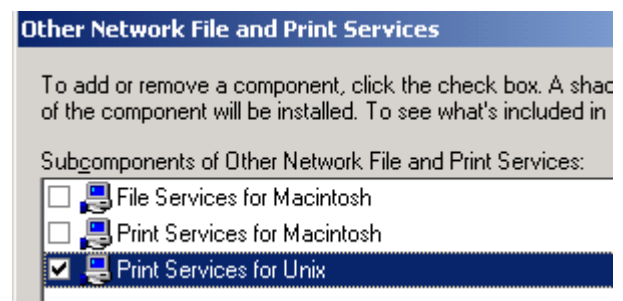 Other Network File and Print Services
To add or remove a component, click the check box. A
of the component will be installed. To see what's included in
Subcomponents of Other Network File and Print Services:
File Services for Macintosh
Print Services for Macintosh
Print Services for Unix